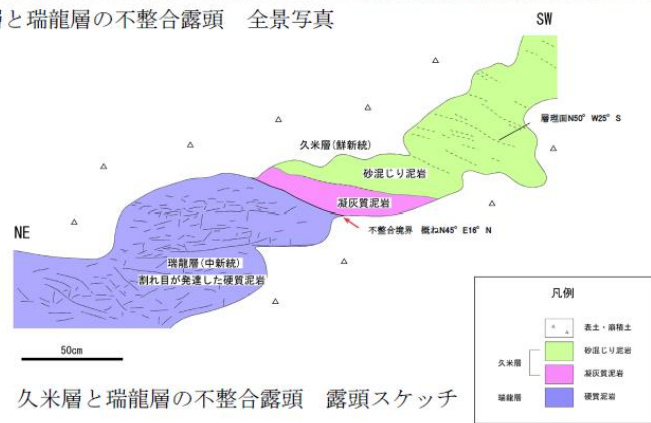 層と瑞龍層の不整合露頭 全景写真
SW
層理面N50°W25°S
久米層(鮮新統)
砂混じり泥岩
凝灰質泥岩
不整合境界 概ねN45°E16°N
NE
瑞龍層(中新統)
割れ目が発達した硬質泥岩
50cm
凡例
表土・崩積土
久米層
砂混じり泥岩
凝灰質泥岩
瑞龍層
硬質泥岩
久米層と瑞龍層の不整合露頭 露頭スケッチ